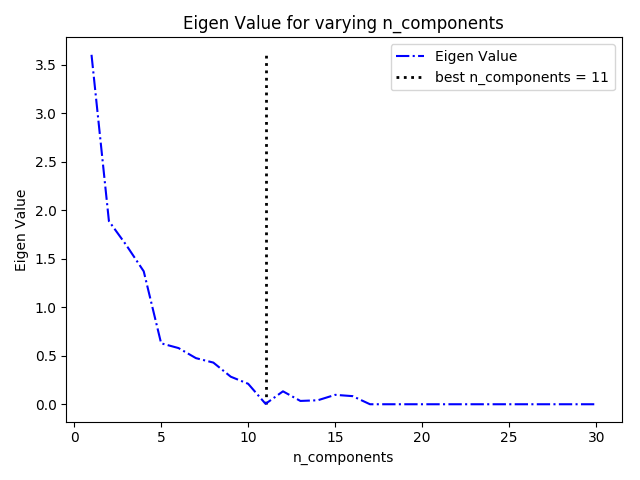 Eigen Value for varying n_components
Eigen Value
best n_components = 11
3.5
3.0
2.5
2.0
1.5
1.0
0.5
0.0
Eigen Value
0 5 10 15 20 25 30
n_components